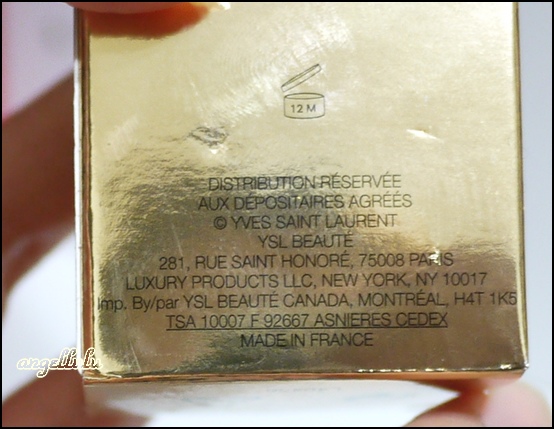 12 M
DISTRIBUTION RÉSERVÉE
AUX DÉPOSITAIRES AGRÉÉS
© YVES SAINT LAURENT
YSL BEAUTÉ
281, RUE SAINT HONORÉ, 75008 PARIS
LUXURY PRODUCTS LLC, NEW YORK, NY 10017
Imp. By/par YSL BEAUTÉ CANADA, MONTRÉAL, H4T 1K5
TSA 10007 F 92667 ASNIERES CEDEX
MADE IN FRANCE